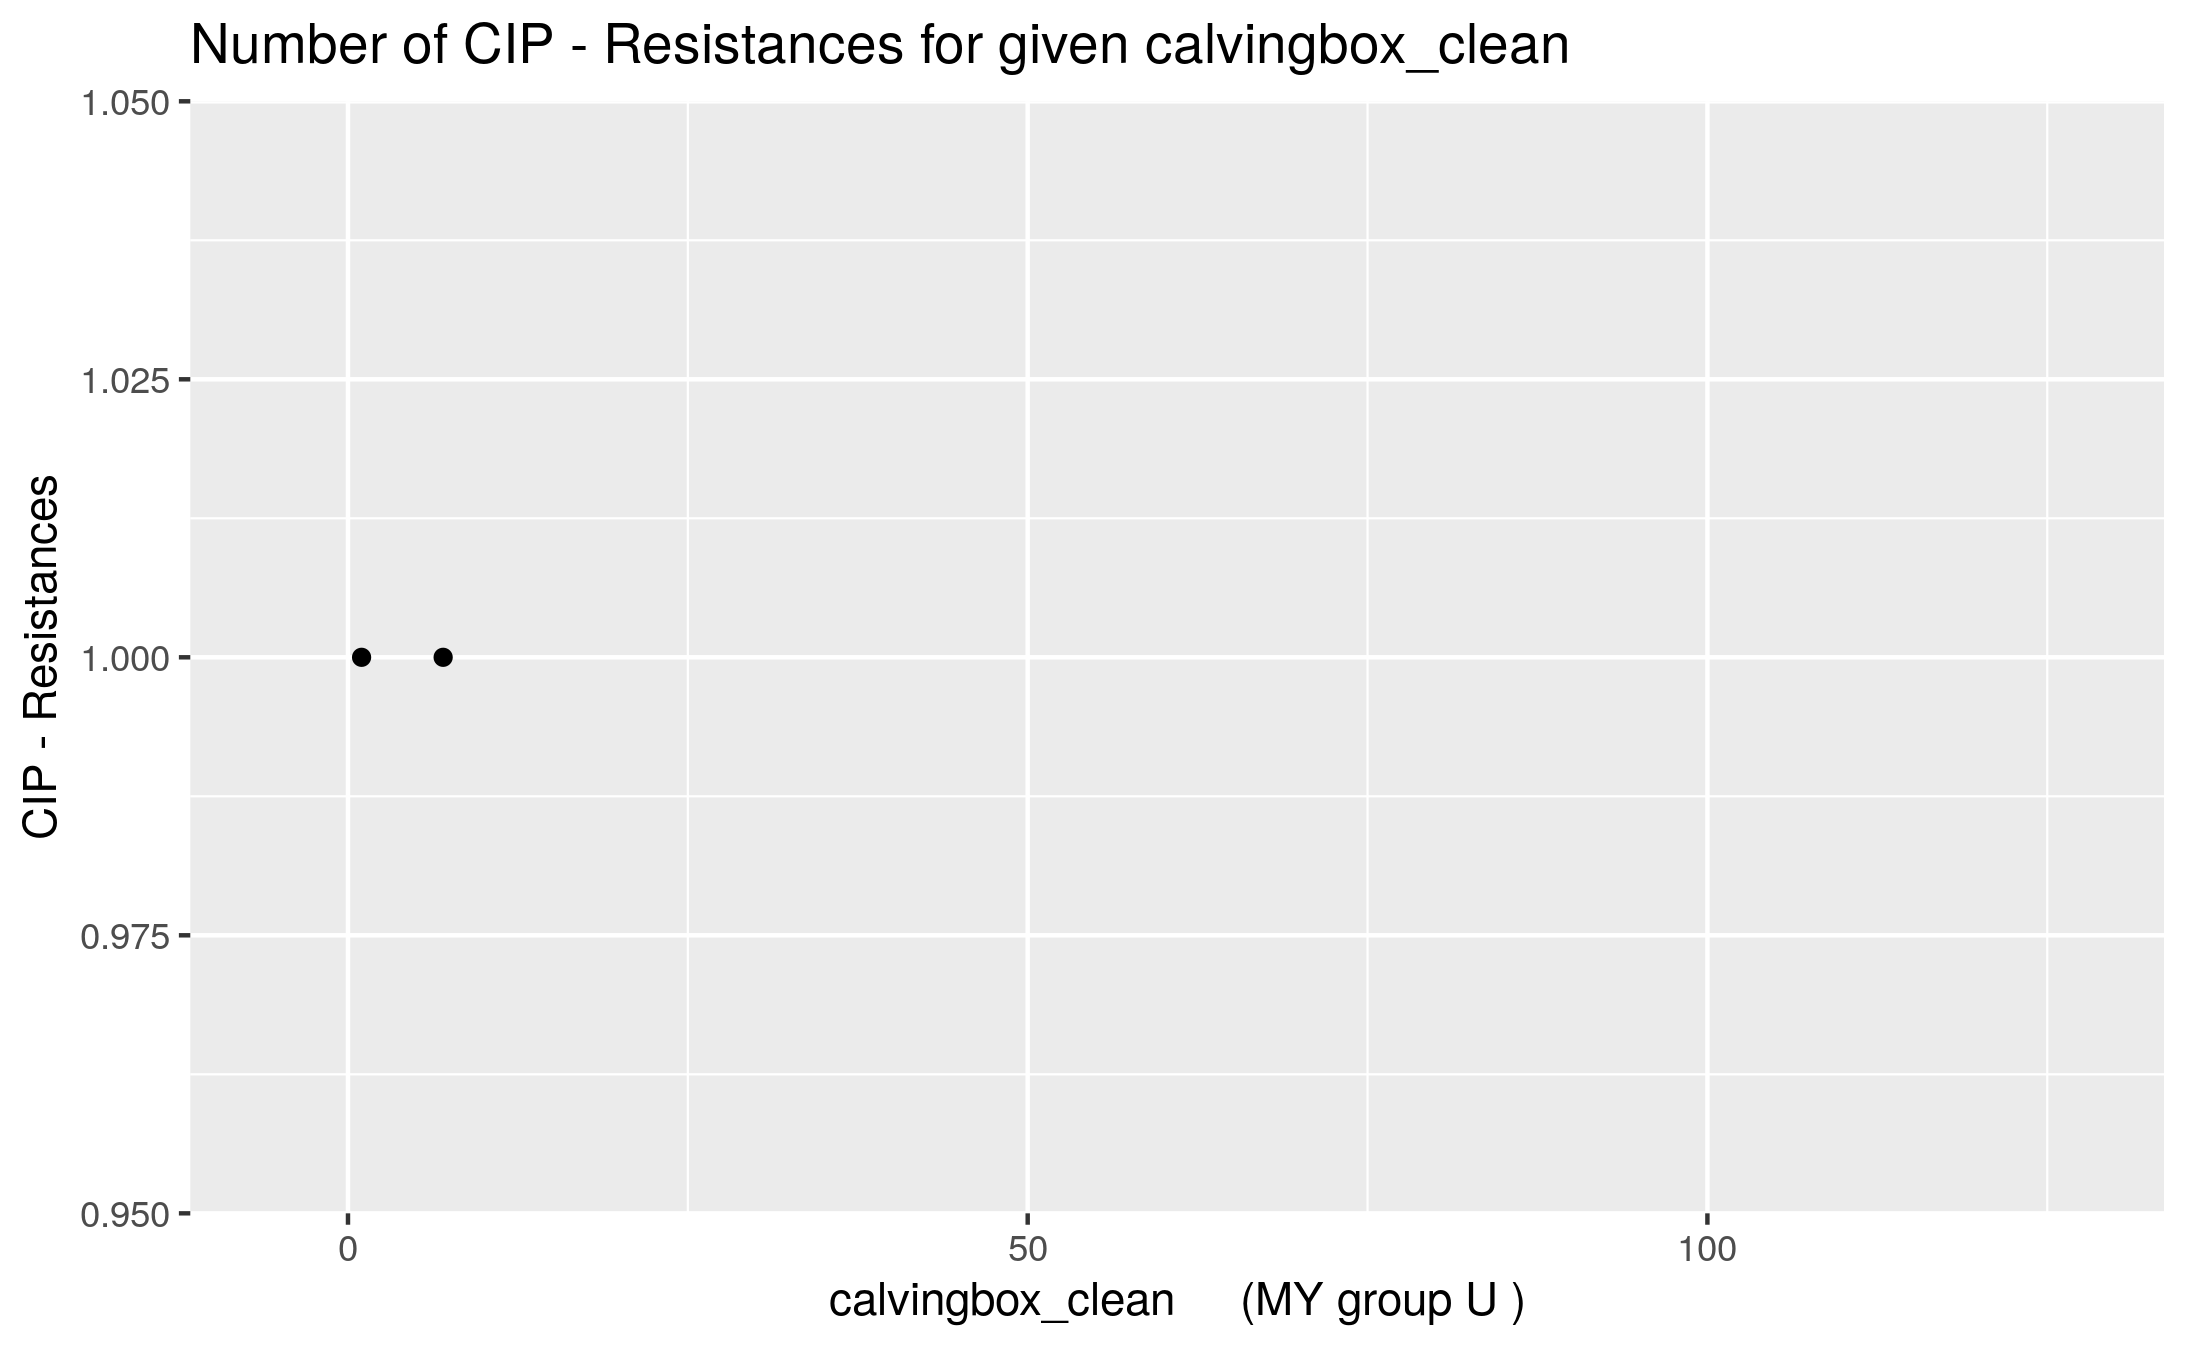 Number of CIP - Resistances for given calvingbox_clean
1.050
1.025
1.000
0.975
0.950
CIP - Resistances
0 50 100
calvingbox_clean (MY group U )